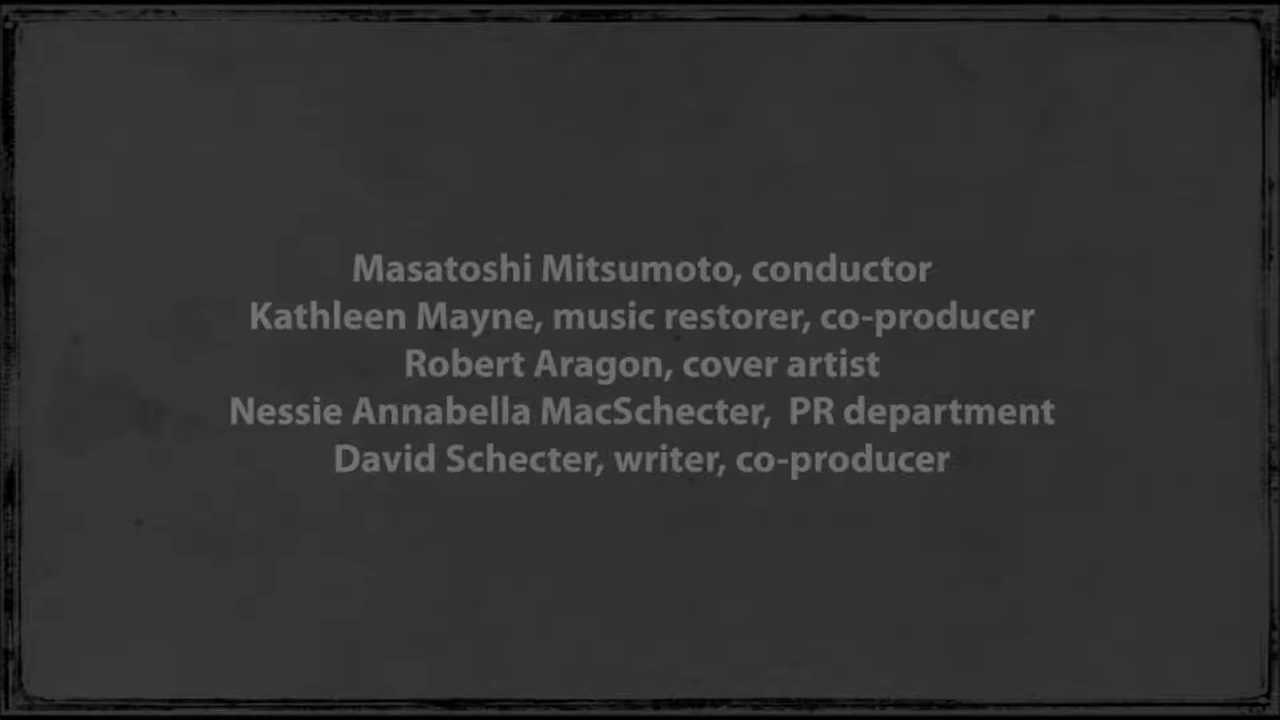 Masatoshi Mitsumoto, conductor
Kathleen Mayne, music restorer, co-producer
Robert Aragon, cover artist
Nessie Annabella MacSchecter,  PR department
David Schecter, writer, co-producer